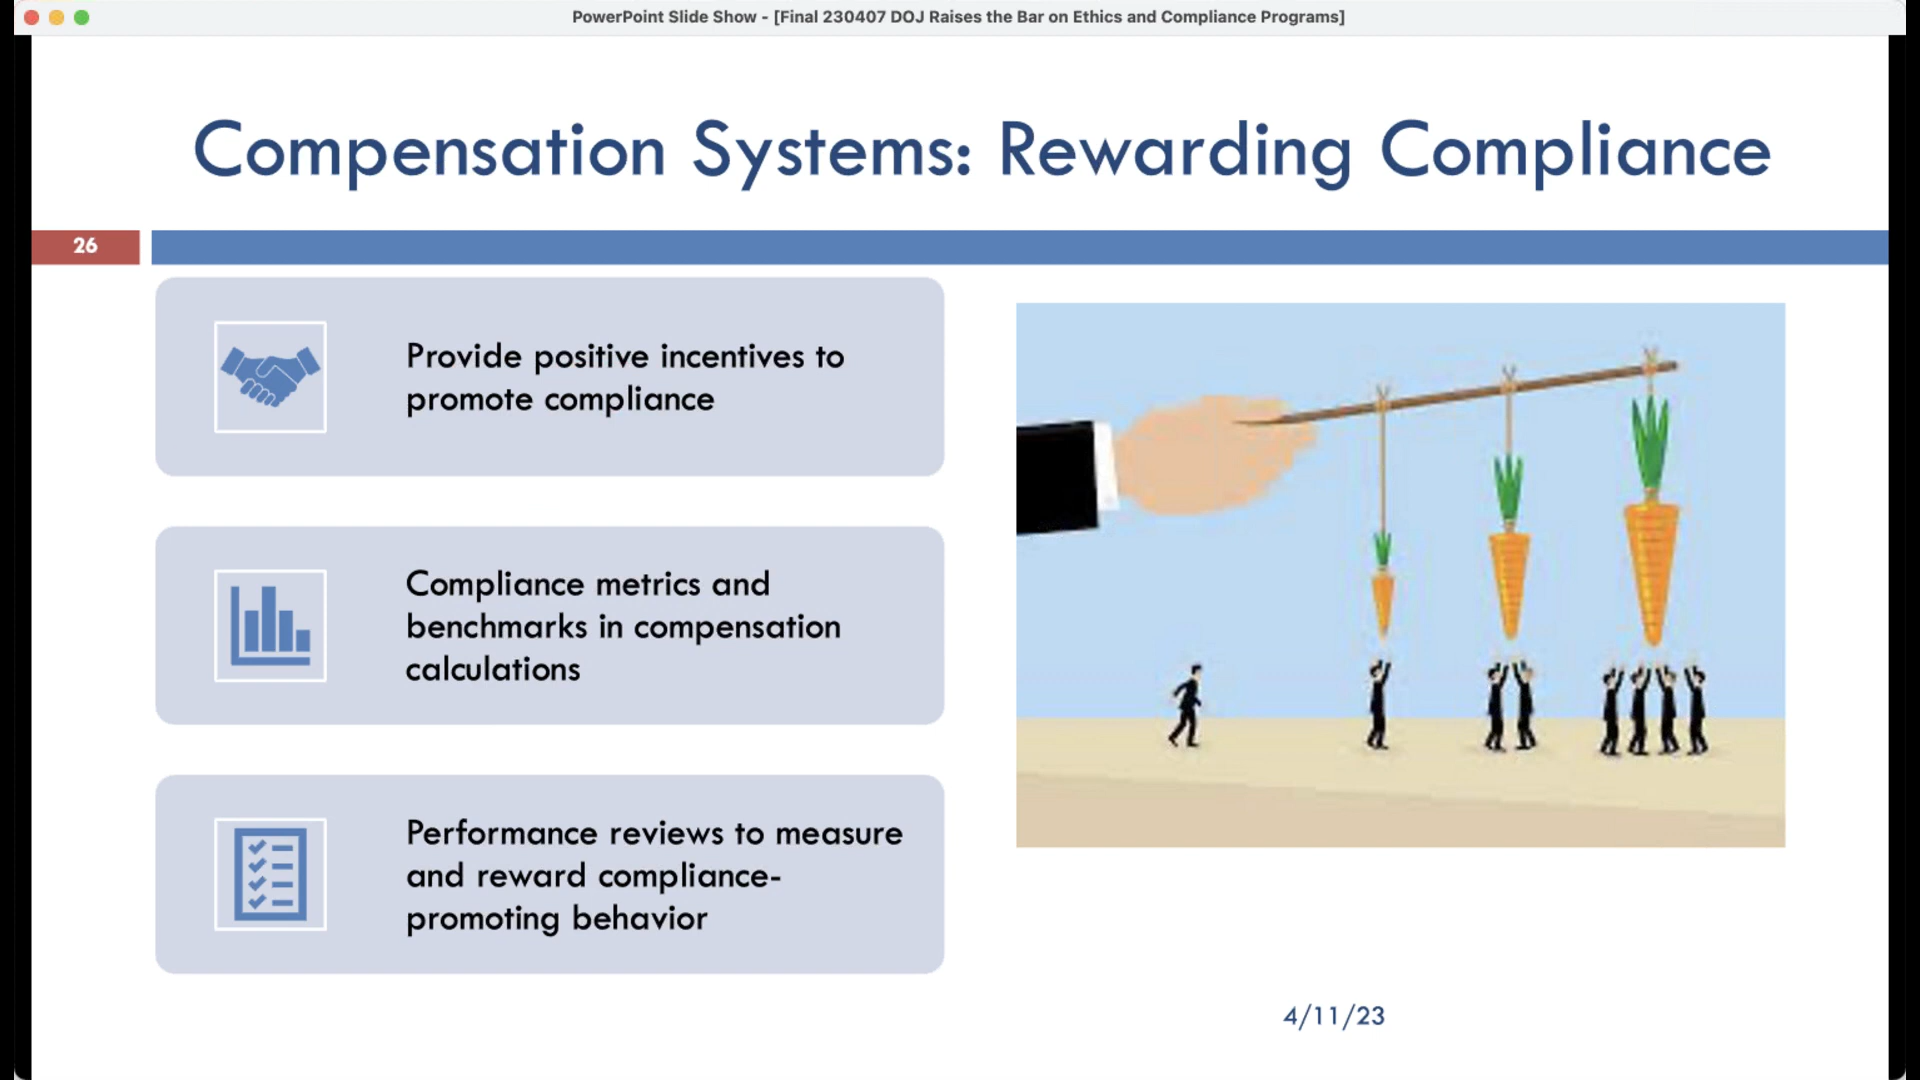 PowerPoint Slide Show - [Final 230407 DOJ Raises the Bar on Ethics and Compliance Programs]
Compensation Systems: Rewarding Compliance
26
Provide positive incentives to
promote compliance
Compliance metrics and
benchmarks in compensation
calculations
Performance reviews to measure
and reward compliance-
promoting behavior
4/11/23